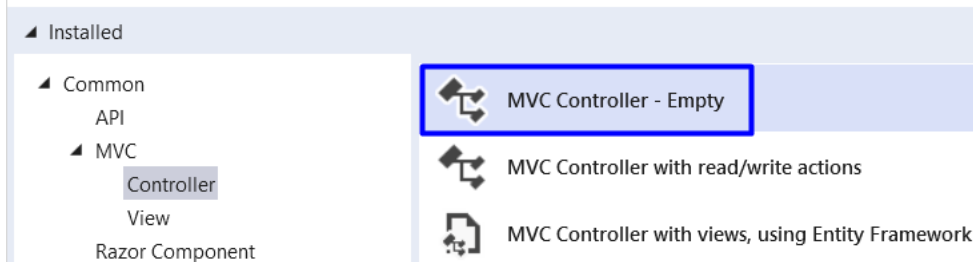 Installed
Common
API
MVC
Controller
View
Razor Component
MVC Controller - Empty
MVC Controller with read/write actions
MVC Controller with views, using Entity Framework